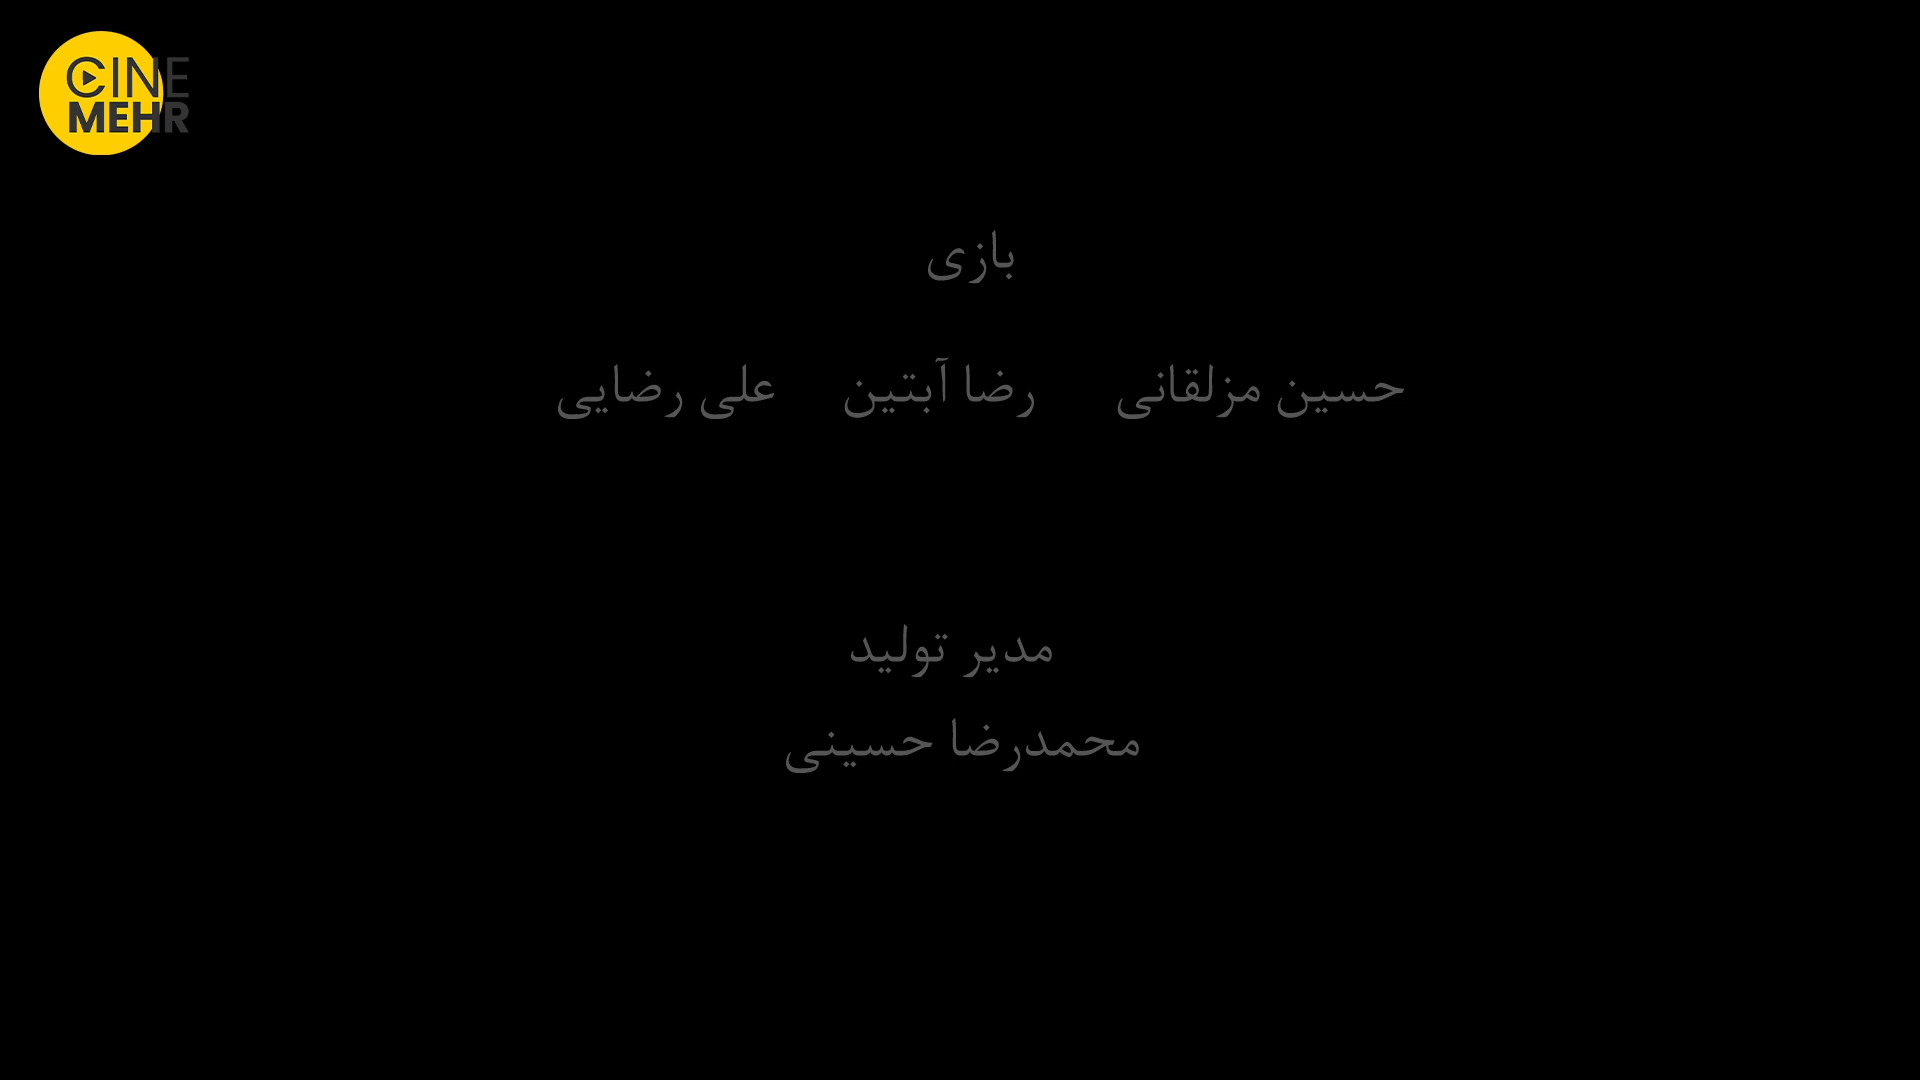 CINE
MEHR
بازی
حسین مزلقانی رضا آبتین علی رضایی
مدیر تولید
محمدرضا حسینی